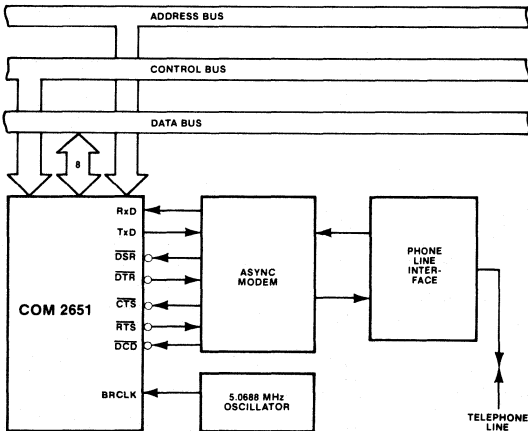 ADDRESS BUS
CONTROL BUS
DATA BUS
8
COM 2651
RxD
TxD
DSR
DTR
CTS
RTS
DCD
BRCLK
ASYNC
MODEM
5.0688 MHz
OSCILLATOR
PHONE
LINE
INTER-
FACE
TELEPHONE
LINE